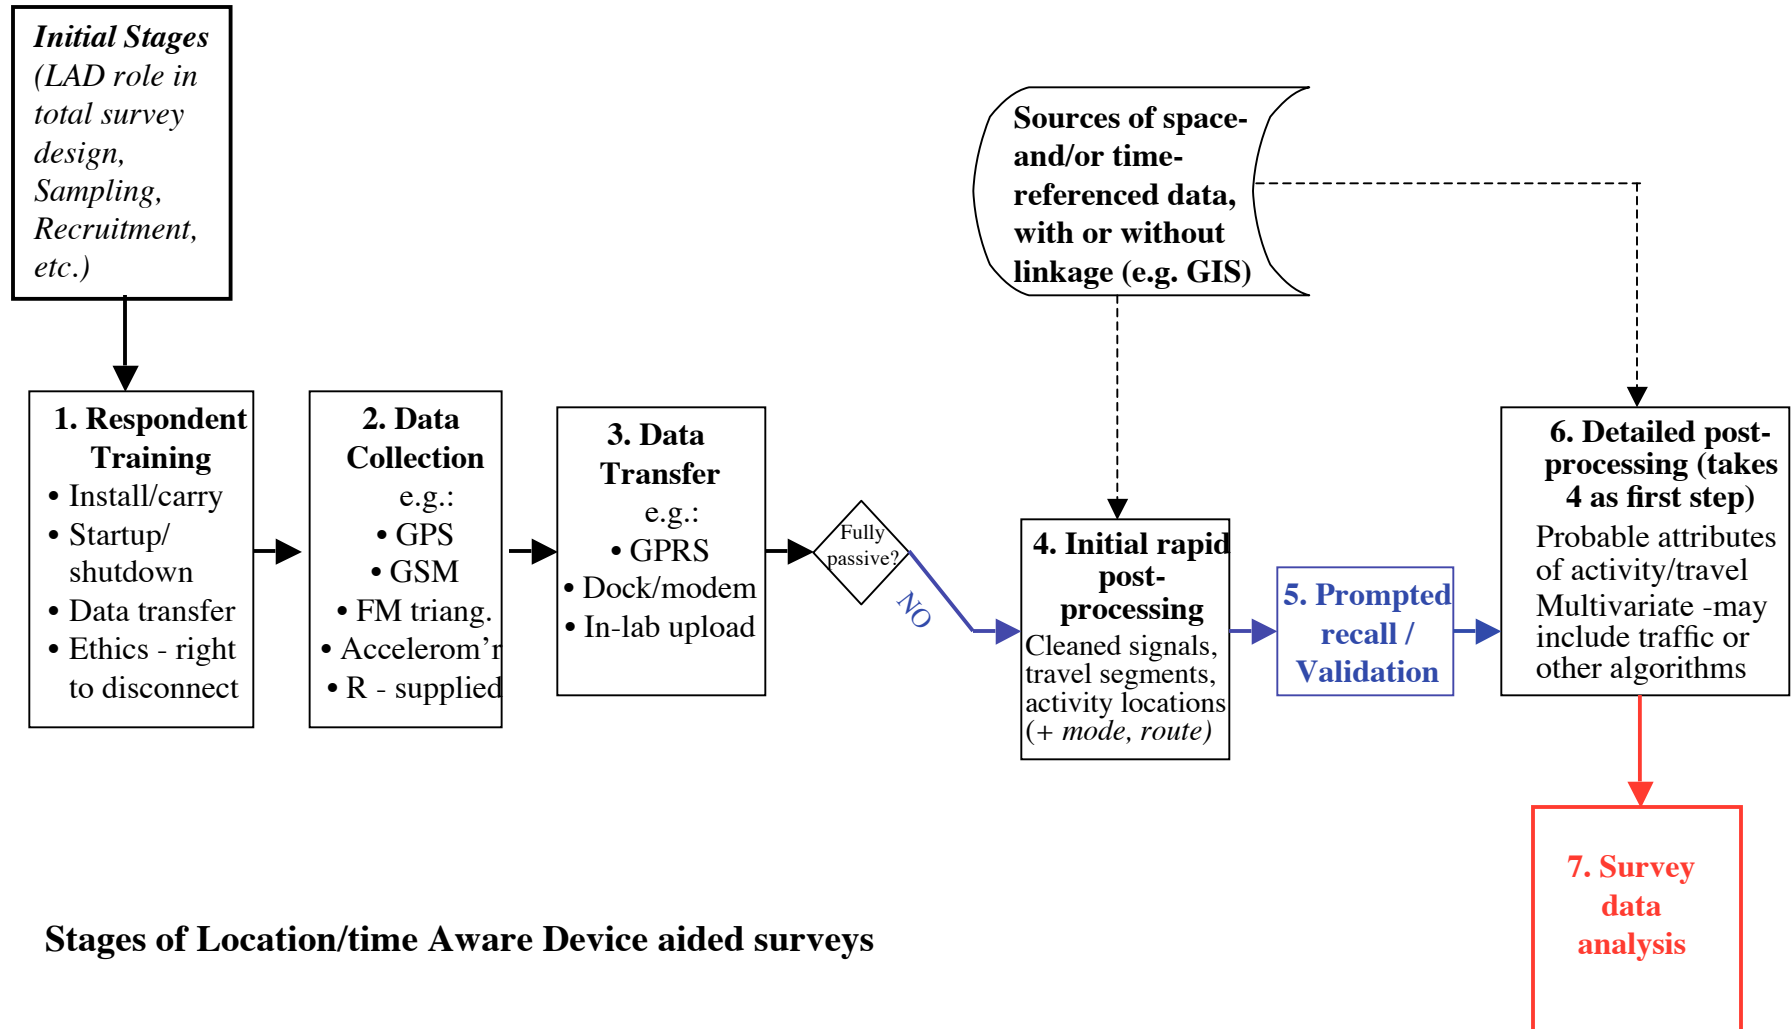 Initial Stages
(LAD role in
total survey
design,
Sampling,
Recruitment,
etc.)
Sources of space-
and/or time-
referenced data,
with or without
linkage (e.g. GIS)
1. Respondent
Training
• Install/carry
• Startup/
shutdown
• Data transfer
• Ethics - right
to disconnect
2. Data
Collection
e.g.:
• GPS
• GSM
• FM triang.
• Accelerom’r
• R - supplied
3. Data
Transfer
e.g.:
• GPRS
• Dock/modem
• In-lab upload
Fully
passive?
NO
4. Initial rapid
post-
processing
Cleaned signals,
travel segments,
activity locations
(+ mode, route)
5. Prompted
recall /
Validation
6. Detailed post-
processing (takes
4 as first step)
Probable attributes
of activity/travel
Multivariate -may
include traffic or
other algorithms
7. Survey
data
analysis
Stages of Location/time Aware Device aided surveys